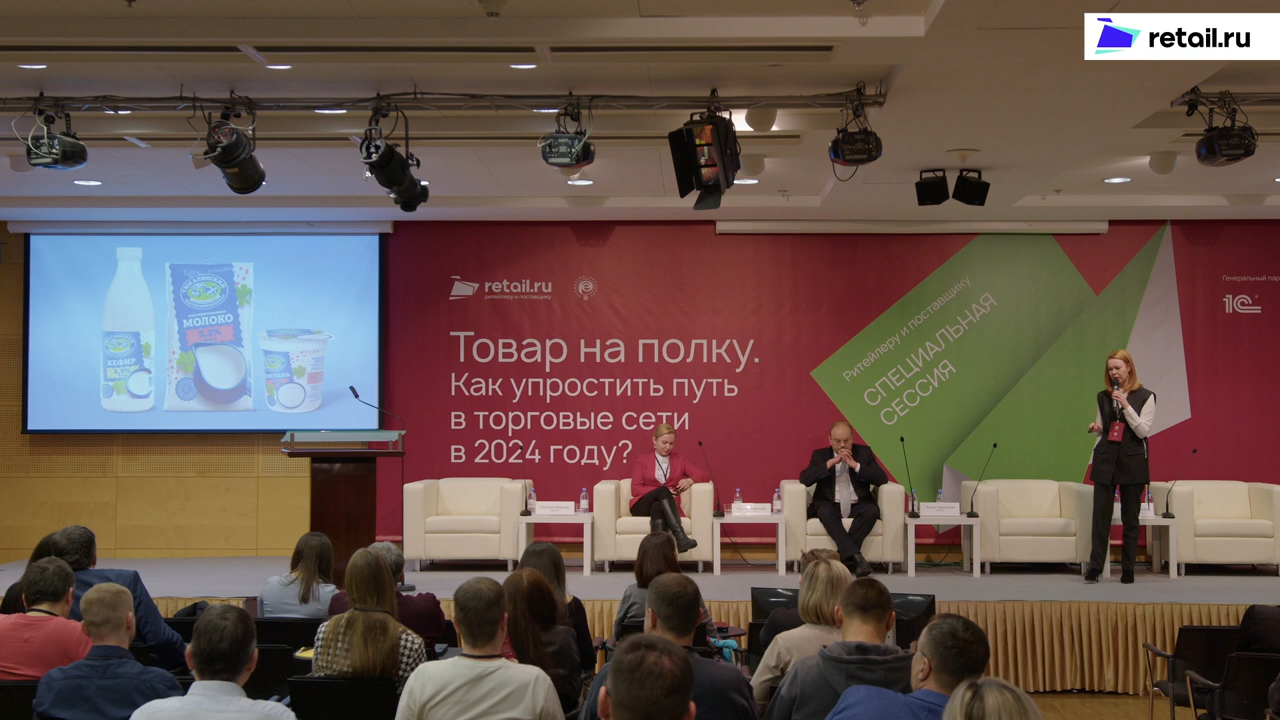 retail.ru
retail.ru
ритейлеру и поставщику
Товар на полку.
Как упростить путь
в торговые сети
в 2024 году?
Ритейлеру и поставщику
СПЕЦИАЛЬНАЯ
СЕССИЯ
Генеральный пар
1С
МОЛОКО
КЕФИР